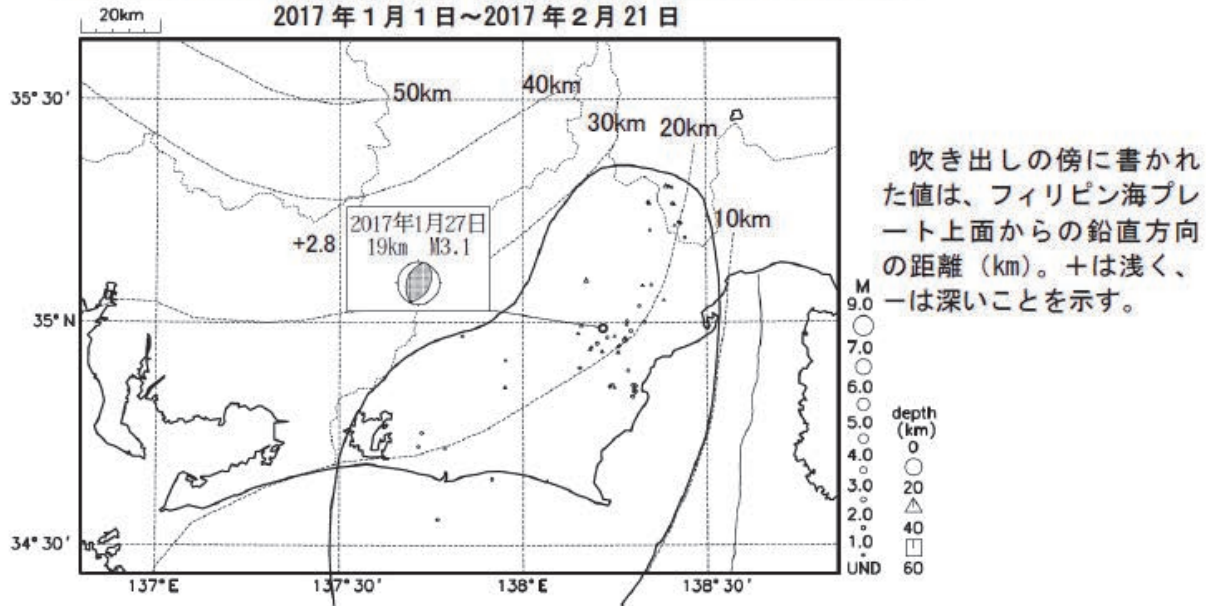 2017年1月1日～2017年2月21日
20km
35°30′
50km
40km
30km
20km
10km
2017年1月27日
+2.8
19km M3.1
35°N
34°30′
137°E
137°30′
138°E
138°30′
M
9.0
7.0
6.0
5.0
4.0
3.0
2.0
1.0
UND
depth
(km)
0
20
40
60
吹き出しの傍に書かれ
た値は、フィリピン海プレ
ート上面からの鉛直方向
の距離（km）。＋は浅く、
－は深いことを示す。